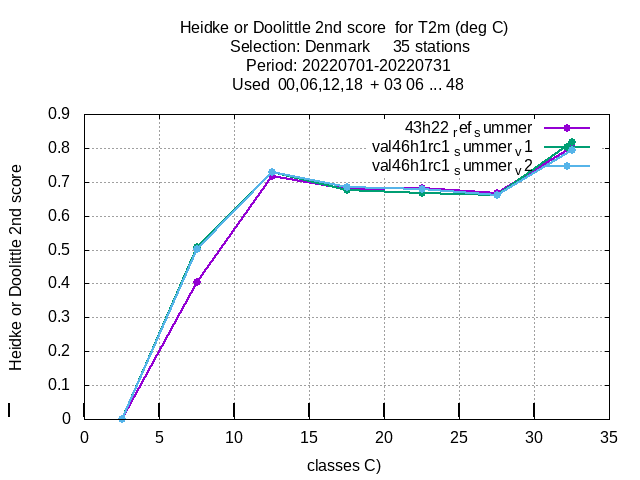 Heidke or Doolittle 2nd score for T2m (deg C)
Selection: Denmark 35 stations
Period: 20220701-20220731
Used 00,06,12,18 + 03 06 ... 48
43h22 ref summer
val46h1rc1 summer v1
val46h1rc1 summer v2
Heidke or Doolittle 2nd score
0.9
0.8
0.7
0.6
0.5
0.4
0.3
0.2
0.1
0
0 5 10 15 20 25 30 35
classes C)